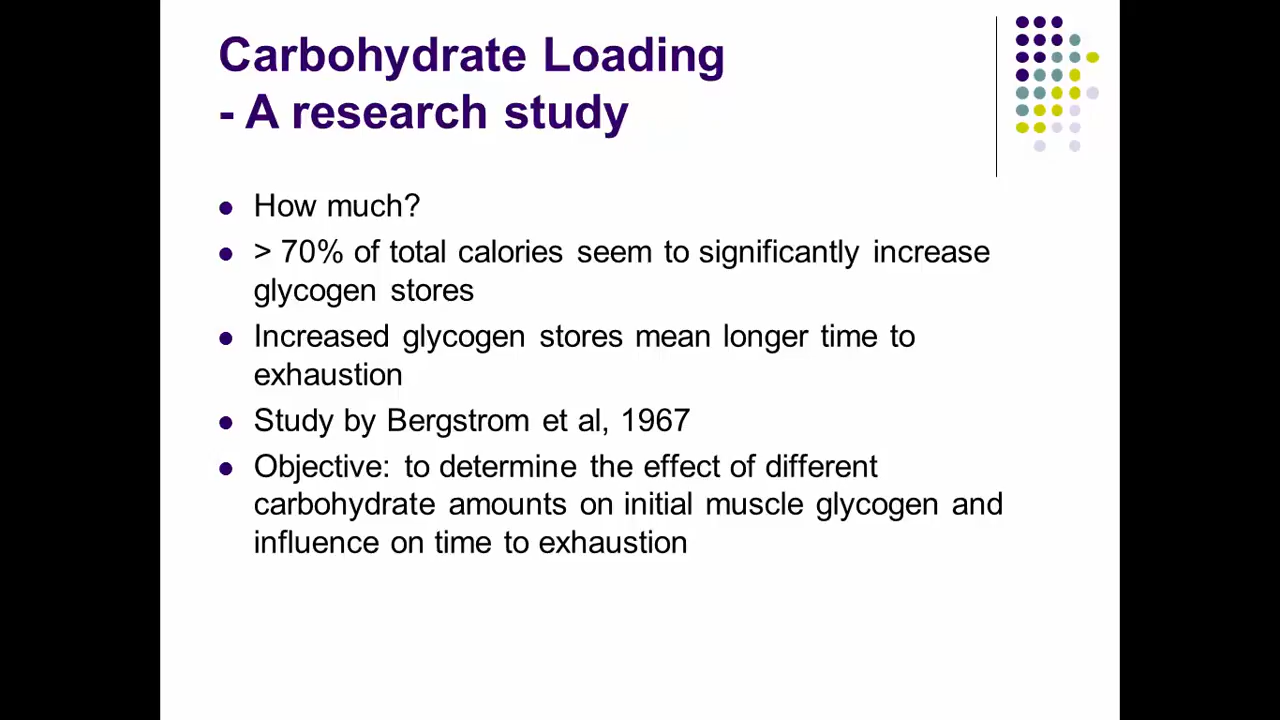 Carbohydrate Loading
- A research study
How much?
> 70% of total calories seem to significantly increase
glycogen stores
Increased glycogen stores mean longer time to
exhaustion
Study by Bergstrom et al, 1967
Objective: to determine the effect of different
carbohydrate amounts on initial muscle glycogen and
influence on time to exhaustion